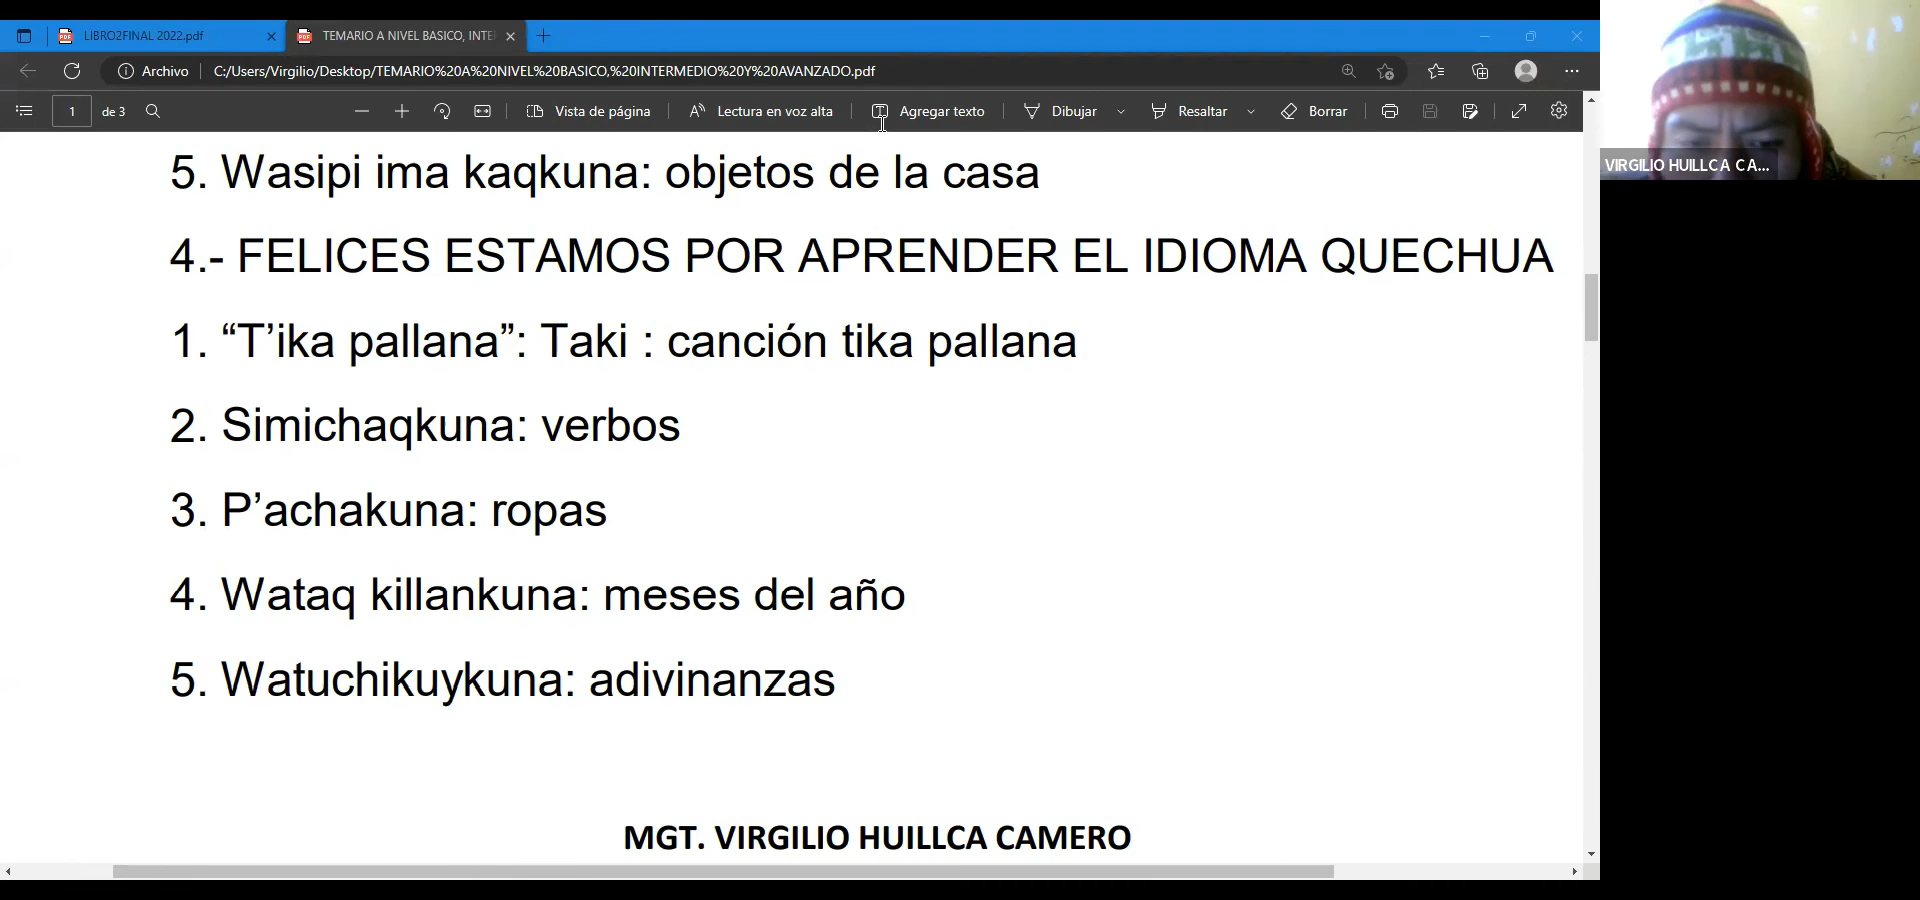 LIBRO2FINAL 2022.pdf
TEMARIO A NIVEL BASICO, INTE
Archivo
C:/Users/Virgilio/Desktop/TEMARIO%20A%20NIVEL%20BASICO,%20INTERMEDIO%20Y%20AVANZADO.pdf
1 de 3
Vista de página
Lectura en voz alta
Agregar texto
Dibujar
Resaltar
Borrar
5. Wasipi ima kaqkuna: objetos de la casa
4.- FELICES ESTAMOS POR APRENDER EL IDIOMA QUECHUA
1. “T’ika pallana”: Taki : canción tika pallana
2. Simichaqkuna: verbos
3. P’achakuna: ropas
4. Wataq killankuna: meses del año
5. Watuchikuykuna: adivinanzas
MGT. VIRGILIO HUILLCA CAMERO
VIRGILIO HUILLCA CA...